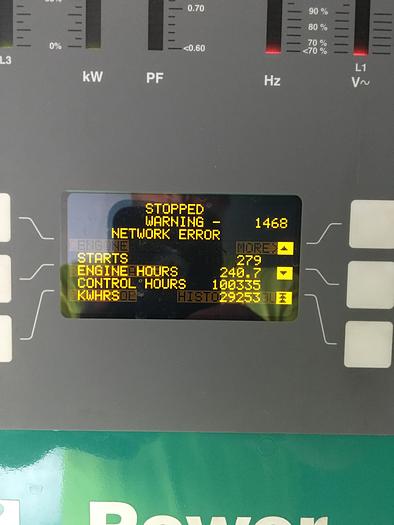 0.70
90 %
80 %
70 %
0%
<0.60
<70 %
L3
kW
PF
Hz
L1
V~
STOPPED
WARNING - 1468
NETWORK ERROR
ENGINE MORE
STARTS 279
ENGINE HOURS 240.7
CONTROL HOURS 100335
KWHRS 29253
Power